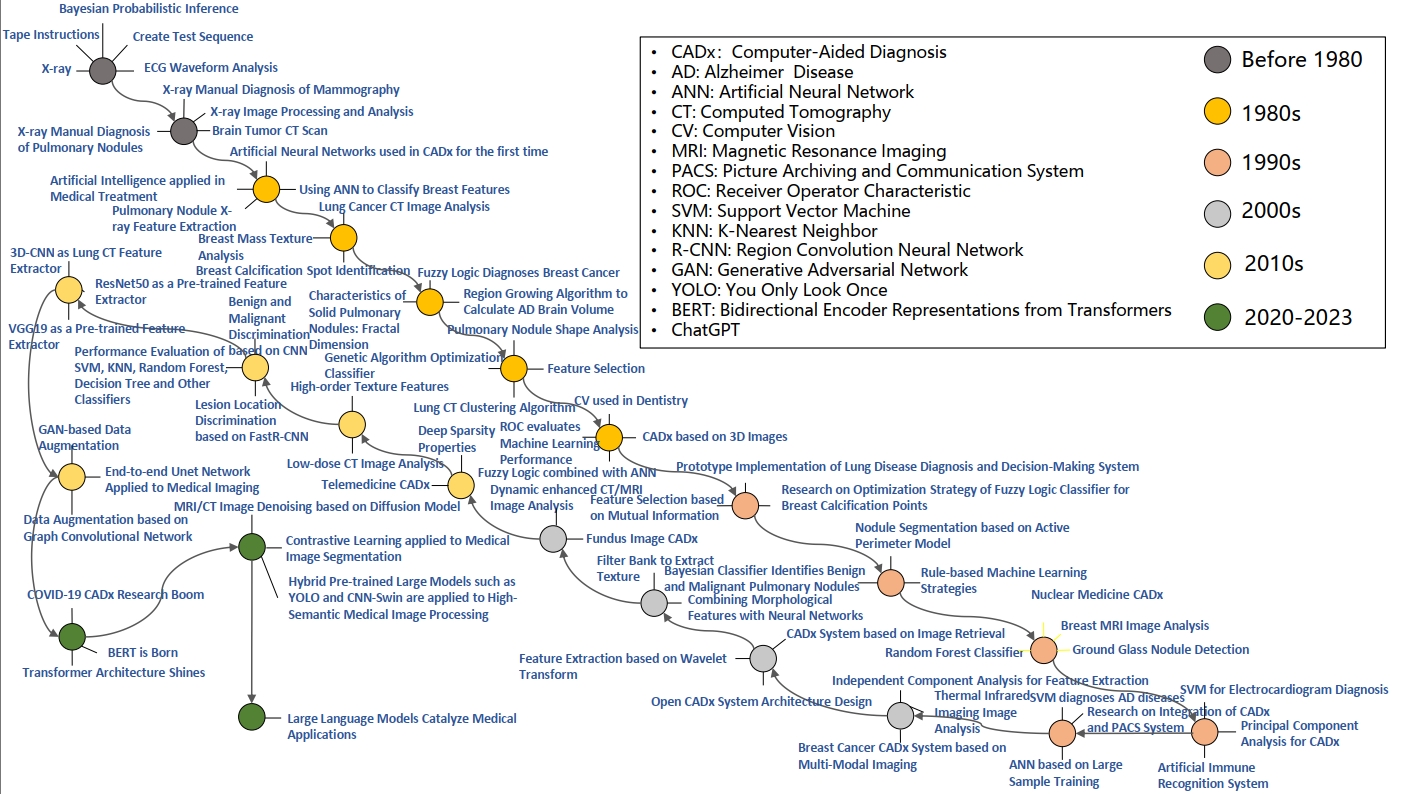 Bayesian Probabilistic Inference
Tape Instructions
Create Test Sequence
X-ray
ECG Waveform Analysis
X-ray Manual Diagnosis of Mammography
X-ray Image Processing and Analysis
X-ray Manual Diagnosis
of Pulmonary Nodules
Brain Tumor CT Scan
Artificial Neural Networks used in CADx for the first time
Artificial Intelligence applied in
Medical Treatment
Using ANN to Classify Breast Features
Pulmonary Nodule X-
ray Feature Extraction
Lung Cancer CT Image Analysis
Breast Mass Texture
Analysis
Breast Calcification Spot Identification
Fuzzy Logic Diagnoses Breast Cancer
Characteristics of
Solid Pulmonary
Nodules: Fractal
Dimension
Region Growing Algorithm to
Calculate AD Brain Volume
Pulmonary Nodule Shape Analysis
Genetic Algorithm Optimization
Classifier
Feature Selection
Lung CT Clustering Algorithm
CV used in Dentistry
ROC evaluates
Machine Learning
Performance
CADx based on 3D Images
Fuzzy Logic combined with ANN
Prototype Implementation of Lung Disease Diagnosis and Decision-Making System
Feature Selection based
on Mutual Information
Research on Optimization Strategy of Fuzzy Logic Classifier for
Breast Calcification Points
Nodule Segmentation based on Active
Perimeter Model
Bayesian Classifier Identifies Benign
and Malignant Pulmonary Nodules
Rule-based Machine Learning
Strategies
Nuclear Medicine CADx
Breast MRI Image Analysis
Random Forest Classifier
Ground Glass Nodule Detection
SVM for Electrocardiogram Diagnosis
Principal Component
Analysis for CADx
Artificial Immune
Recognition System
SVM diagnoses AD diseases
Research on Integration of CADx
and PACS System
ANN based on Large
Sample Training
Independent Component Analysis for Feature Extraction
Thermal Infrared
Imaging Image
Analysis
Breast Cancer CADx System based on
Multi-Modal Imaging
CADx System based on Image Retrieval
Feature Extraction based on Wavelet
Transform
Open CADx System Architecture Design
Filter Bank to Extract
Texture
Combining Morphological
Features with Neural Networks
Dynamic enhanced CT/MRI
Image Analysis
Fundus Image CADx
Deep Sparsity
Properties
Telemedicine CADx
High-order Texture Features
Low-dose CT Image Analysis
Benign and
Malignant
Discrimination
based on CNN
Performance Evaluation of
SVM, KNN, Random Forest,
Decision Tree and Other
Classifiers
Lesion Location
Discrimination
based on FastR-CNN
3D-CNN as Lung CT Feature
Extractor
ResNet50 as a Pre-trained Feature
Extractor
VGG19 as a Pre-trained Feature
Extractor
GAN-based Data
Augmentation
End-to-end Unet Network
Applied to Medical Imaging
Data Augmentation based on
Graph Convolutional Network
COVID-19 CADx Research Boom
BERT is Born
Transformer Architecture Shines
MRI/CT Image Denoising based on Diffusion Model
Contrastive Learning applied to Medical
Image Segmentation
Hybrid Pre-trained Large Models such as
YOLO and CNN-Swin are applied to High-
Semantic Medical Image Processing
Large Language Models Catalyze Medical
Applications
• CADx: Computer-Aided Diagnosis
• AD: Alzheimer Disease
• ANN: Artificial Neural Network
• CT: Computed Tomography
• CV: Computer Vision
• MRI: Magnetic Resonance Imaging
• PACS: Picture Archiving and Communication System
• ROC: Receiver Operator Characteristic
• SVM: Support Vector Machine
• KNN: K-Nearest Neighbor
• R-CNN: Region Convolution Neural Network
• GAN: Generative Adversarial Network
• YOLO: You Only Look Once
• BERT: Bidirectional Encoder Representations from Transformers
• ChatGPT
Before 1980
1980s
1990s
2000s
2010s
2020-2023